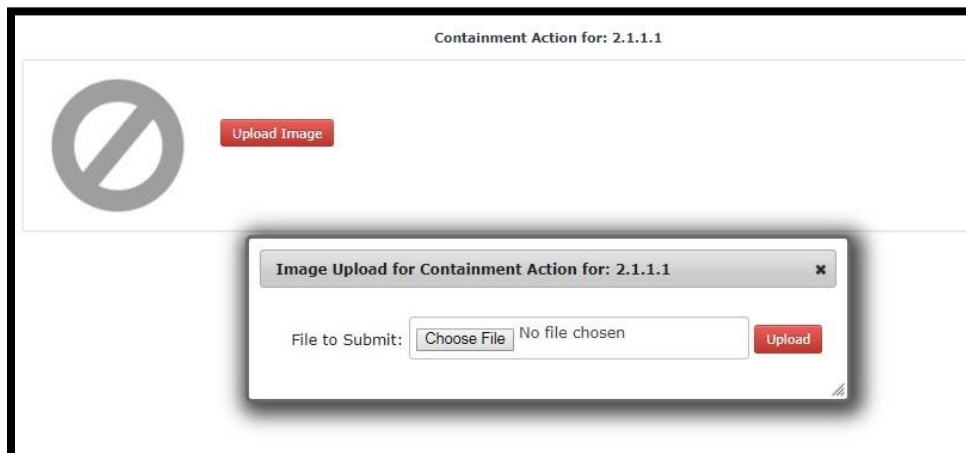 Containment Action for: 2.1.1.1
Upload Image
Image Upload for Containment Action for: 2.1.1.1
File to Submit: Choose File No file chosen Upload